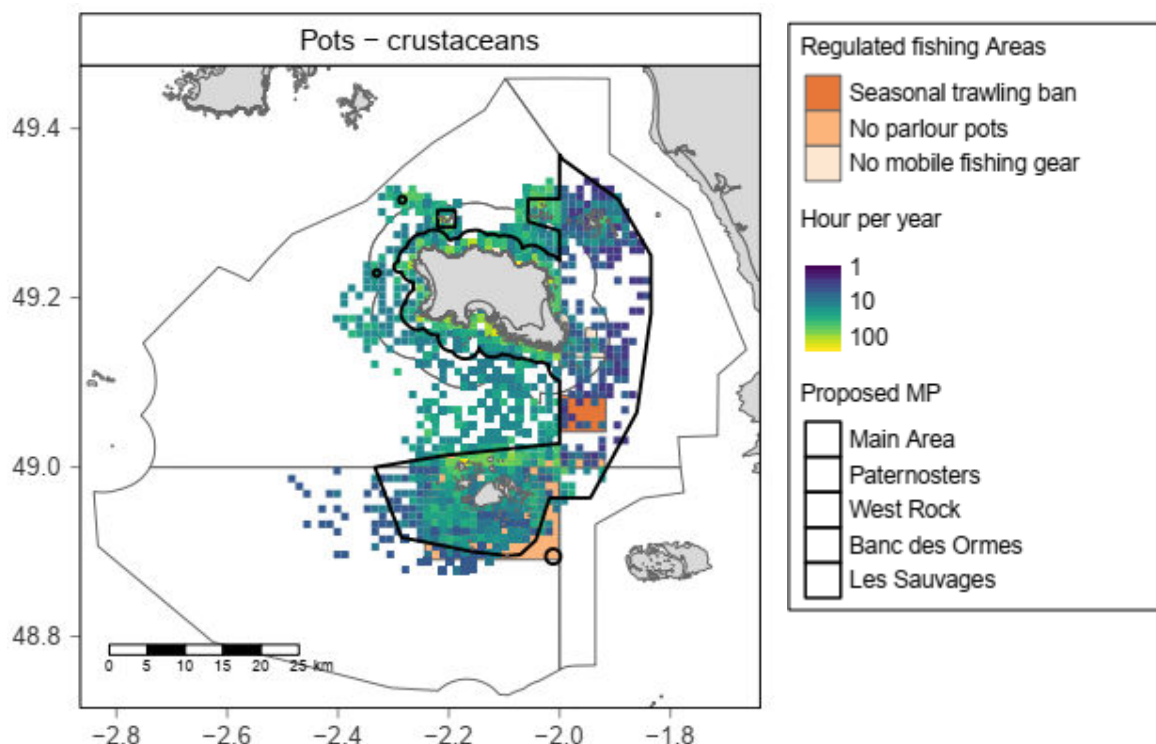 Pots – crustaceans
49.4
49.2
49.0
48.8
0 5 10 15 20 25 km
−2.8 −2.6 −2.4 −2.2 −2.0 −1.8
Regulated fishing Areas
Seasonal trawling ban
No parlour pots
No mobile fishing gear
Hour per year
1
10
100
Proposed MP
Main Area
Paternosters
West Rock
Banc des Ormes
Les Sauvages